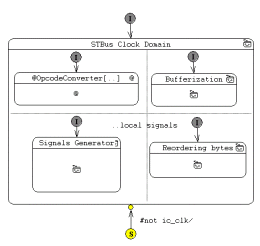 I
STBus Clock Domain
I
I
@OpcodeConverter[..] @
@
Bufferization
..local signals
I
I
Signals Generator
Reordering bytes
#not ic_clk/
S